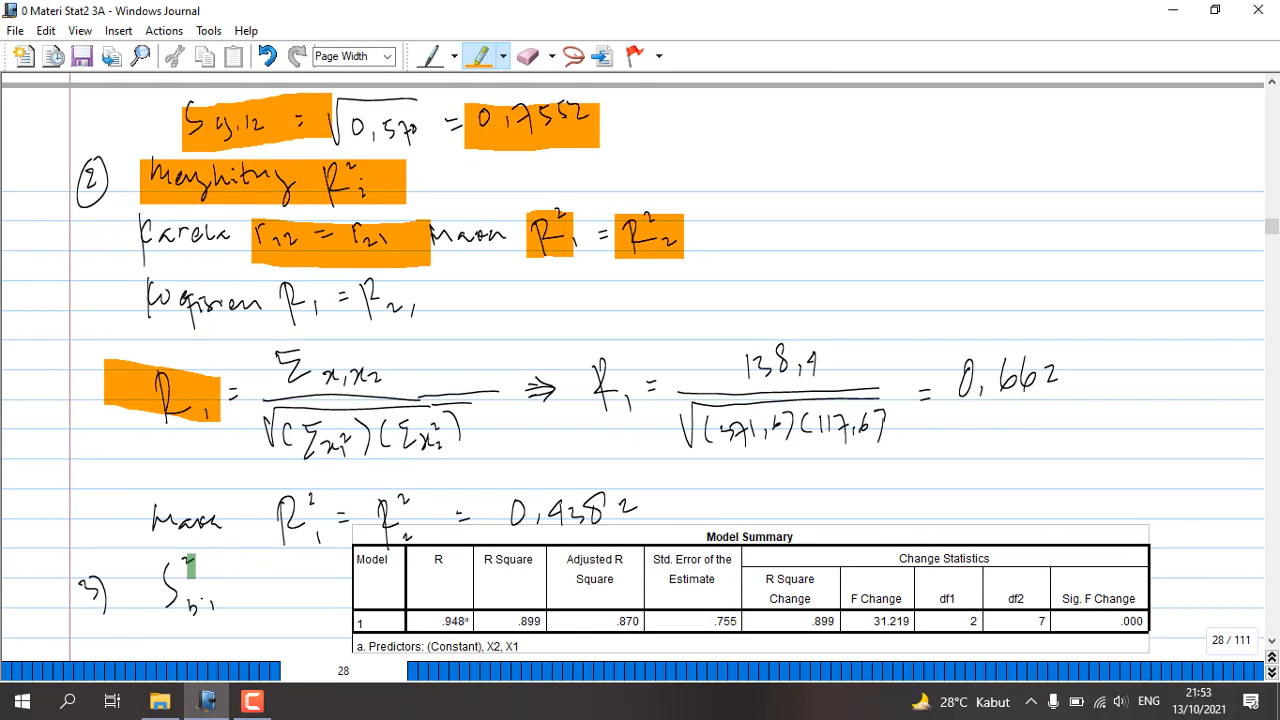 0 Materi Stat2 3A - Windows Journal
File Edit View Insert Actions Tools Help
Page Width
S y.12 = √0,570 = 0,7552
② Menghitung R²i
Karena r12 = r21 maka R²1 = R²2
Koefisien R1 = R2,
R1 = Σx1x2 / √(Σx1²)(Σx2²) ⇒ R1 = 138,4 / √(371,6)(117,6) = 0,662
maka R²1 = R²2 = 0,4382
3) S²b1
Model Summary
Change Statistics
Model R R Square Adjusted R Square Std. Error of the Estimate R Square Change F Change df1 df2 Sig. F Change
1 .948ᵃ .899 .870 .755 .899 31.219 2 7 .000
a. Predictors: (Constant), X2, X1
28 / 111
28
28°C Kabut ENG 21:53
13/10/2021